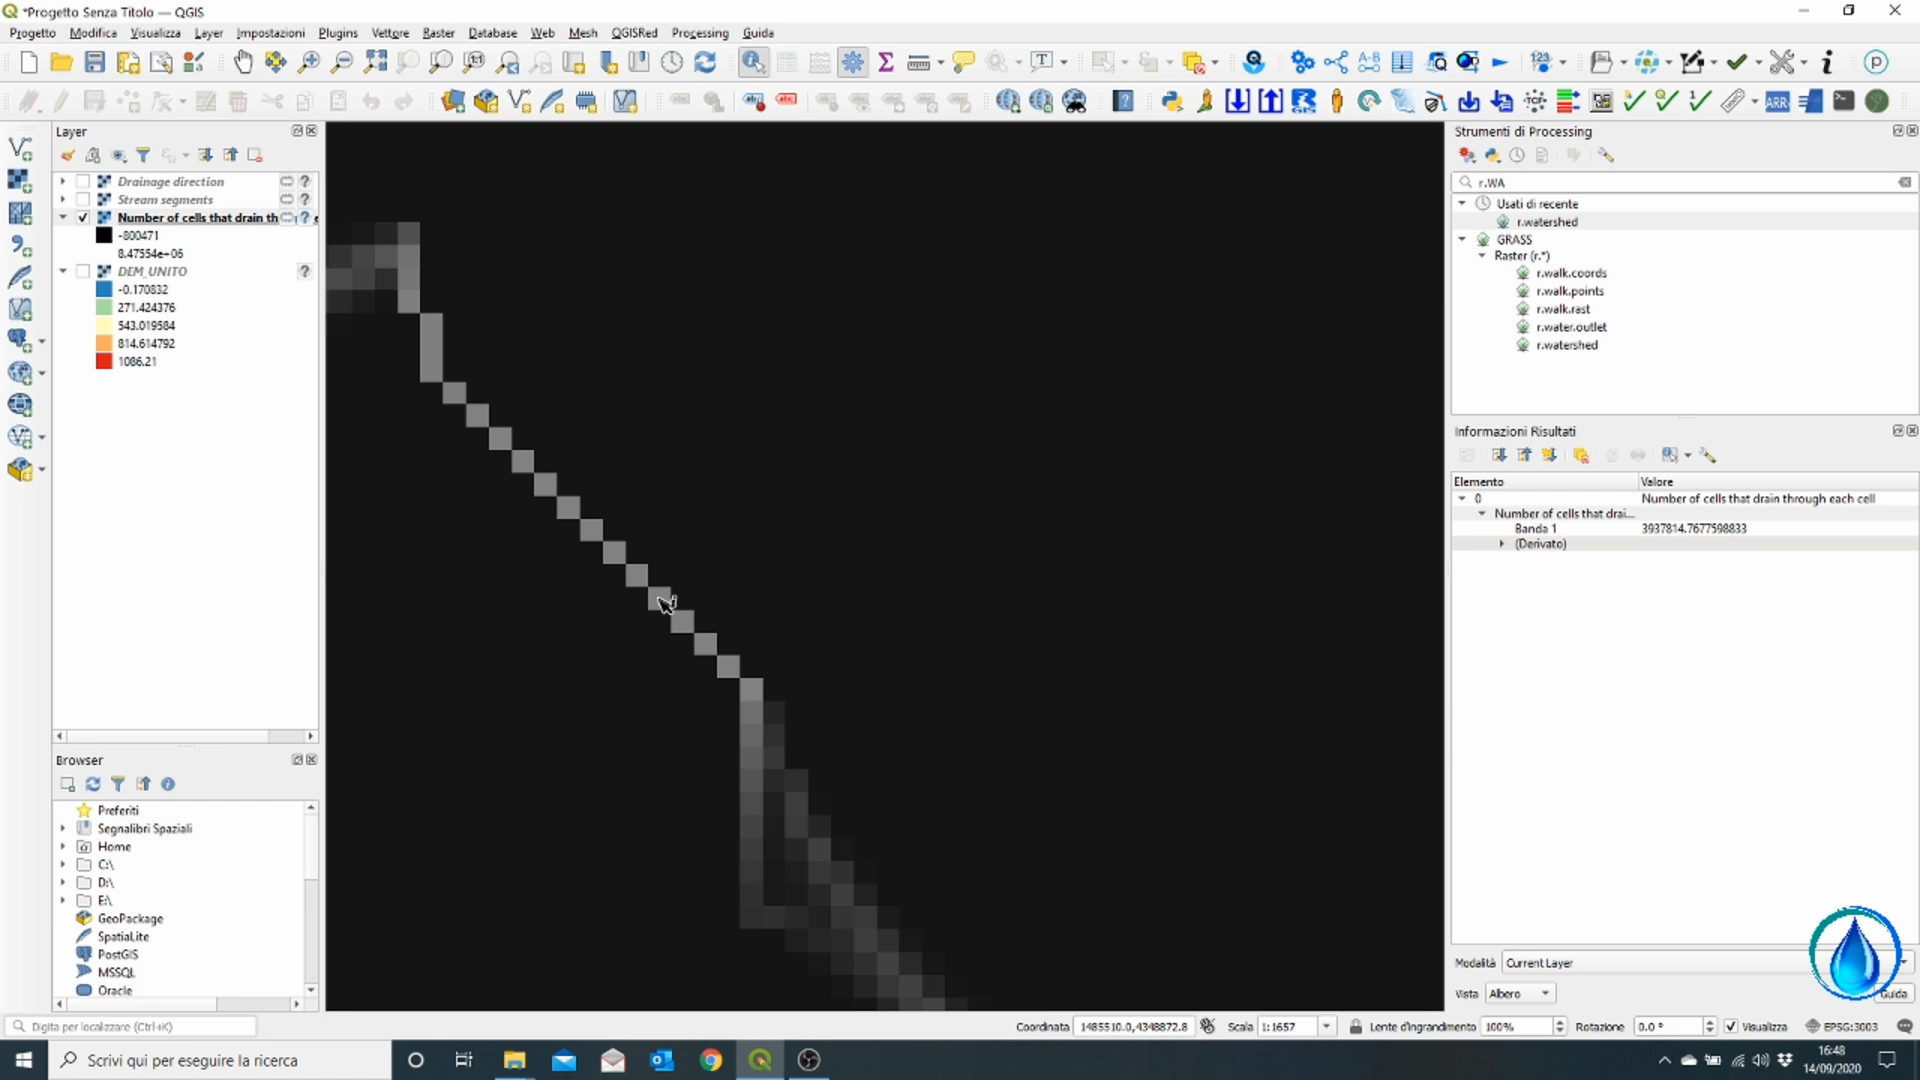 *Progetto Senza Titolo — QGIS
Progetto Modifica Visualizza Layer Impostazioni Plugins Vettore Raster Database Web Mesh QGISRed Processing Guida
Layer
Drainage direction
Stream segments
Number of cells that drain th
-800471
8.47554e+06
DEM_UNITO
-0.170832
271.424376
543.019584
814.614792
1086.21
Browser
Preferiti
Segnalibri Spaziali
Home
C:\
D:\
E:\
GeoPackage
SpatiaLite
PostGIS
MSSQL
Oracle
Strumenti di Processing
r.WA
Usati di recente
r.watershed
GRASS
Raster (r.*)
r.walk.coords
r.walk.points
r.walk.rast
r.water.outlet
r.watershed
Informazioni Risultati
Elemento Valore
0 Number of cells that drain through each cell
Number of cells that drai...
Banda 1 3937814.7677598833
(Derivato)
Modalità Current Layer
Vista Albero Guida
Digita per localizzare (Ctrl+K)
Coordinata 1485510.0,4348872.8 Scala 1:1657 Lente d'ingrandimento 100% Rotazione 0.0 ° Visualizza EPSG:3003
Scrivi qui per eseguire la ricerca
16:48
14/09/2020